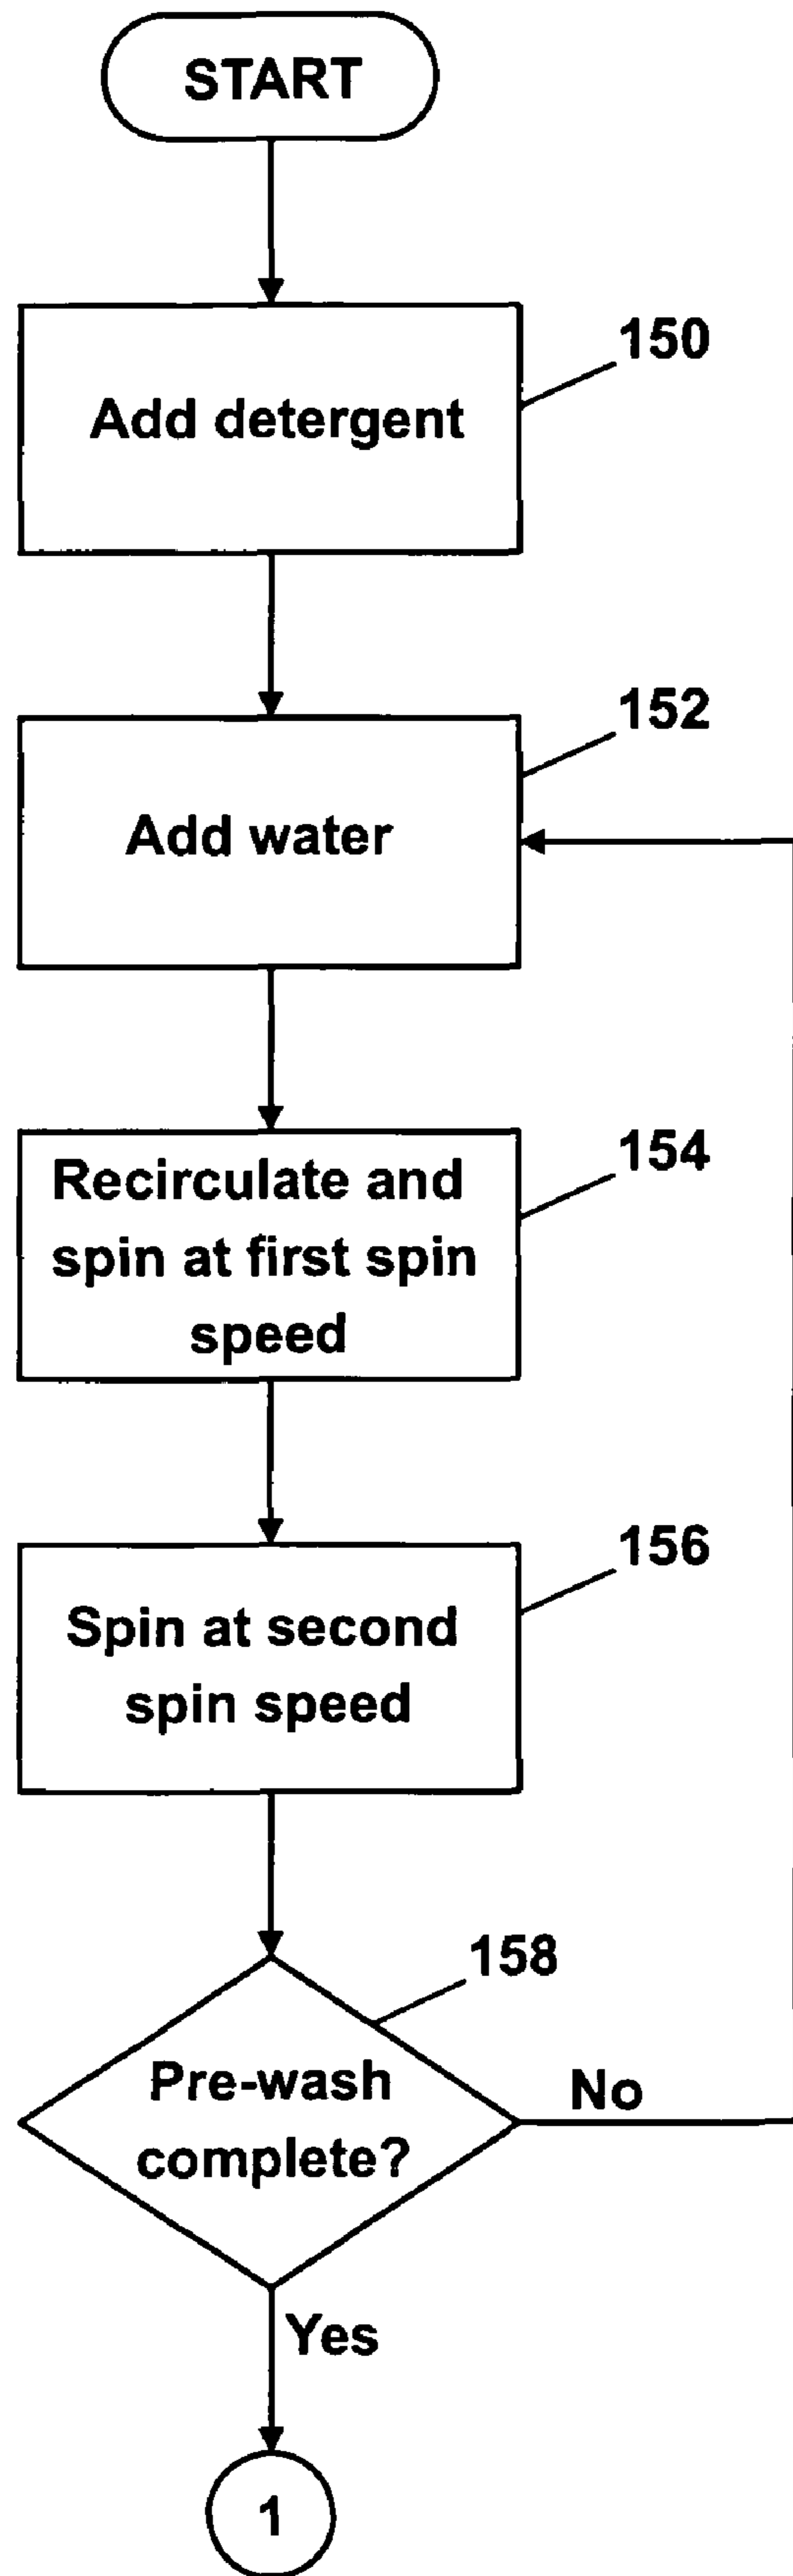 START
150
Add detergent
152
Add water
154
Recirculate and
spin at first spin
speed
156
Spin at second
spin speed
158
Pre-wash
complete?
No
Yes
1